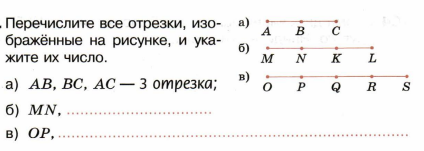 Перечислите все отрезки, изо-
бражённые на рисунке, и ука-
жите их число.
а) AB, BC, AC — 3 отрезка;
б) MN,
в) OP,
а)
A B C
б)
M N K L
в)
O P Q R S